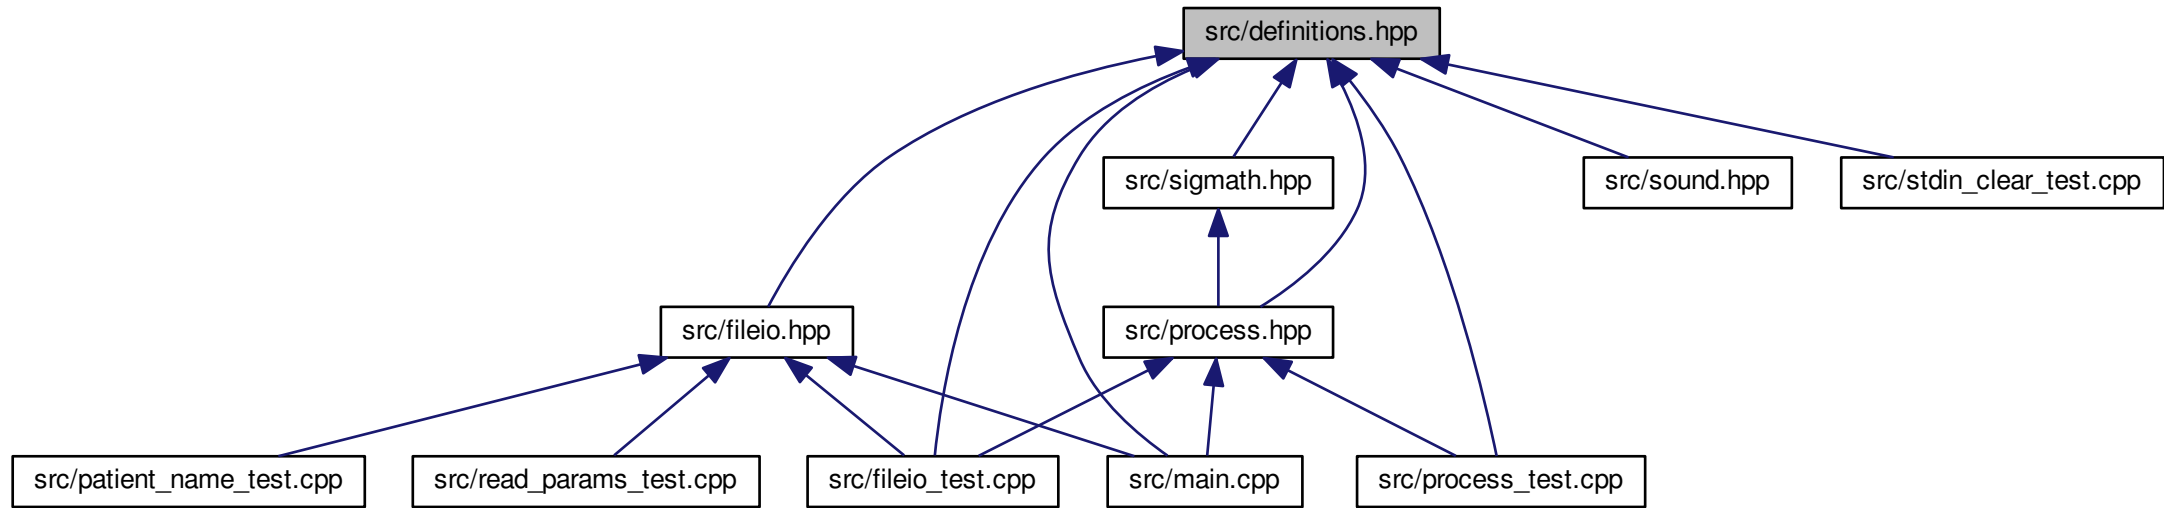 src/definitions.hpp
src/sigmath.hpp
src/sound.hpp
src/stdin_clear_test.cpp
src/fileio.hpp
src/process.hpp
src/patient_name_test.cpp
src/read_params_test.cpp
src/fileio_test.cpp
src/main.cpp
src/process_test.cpp